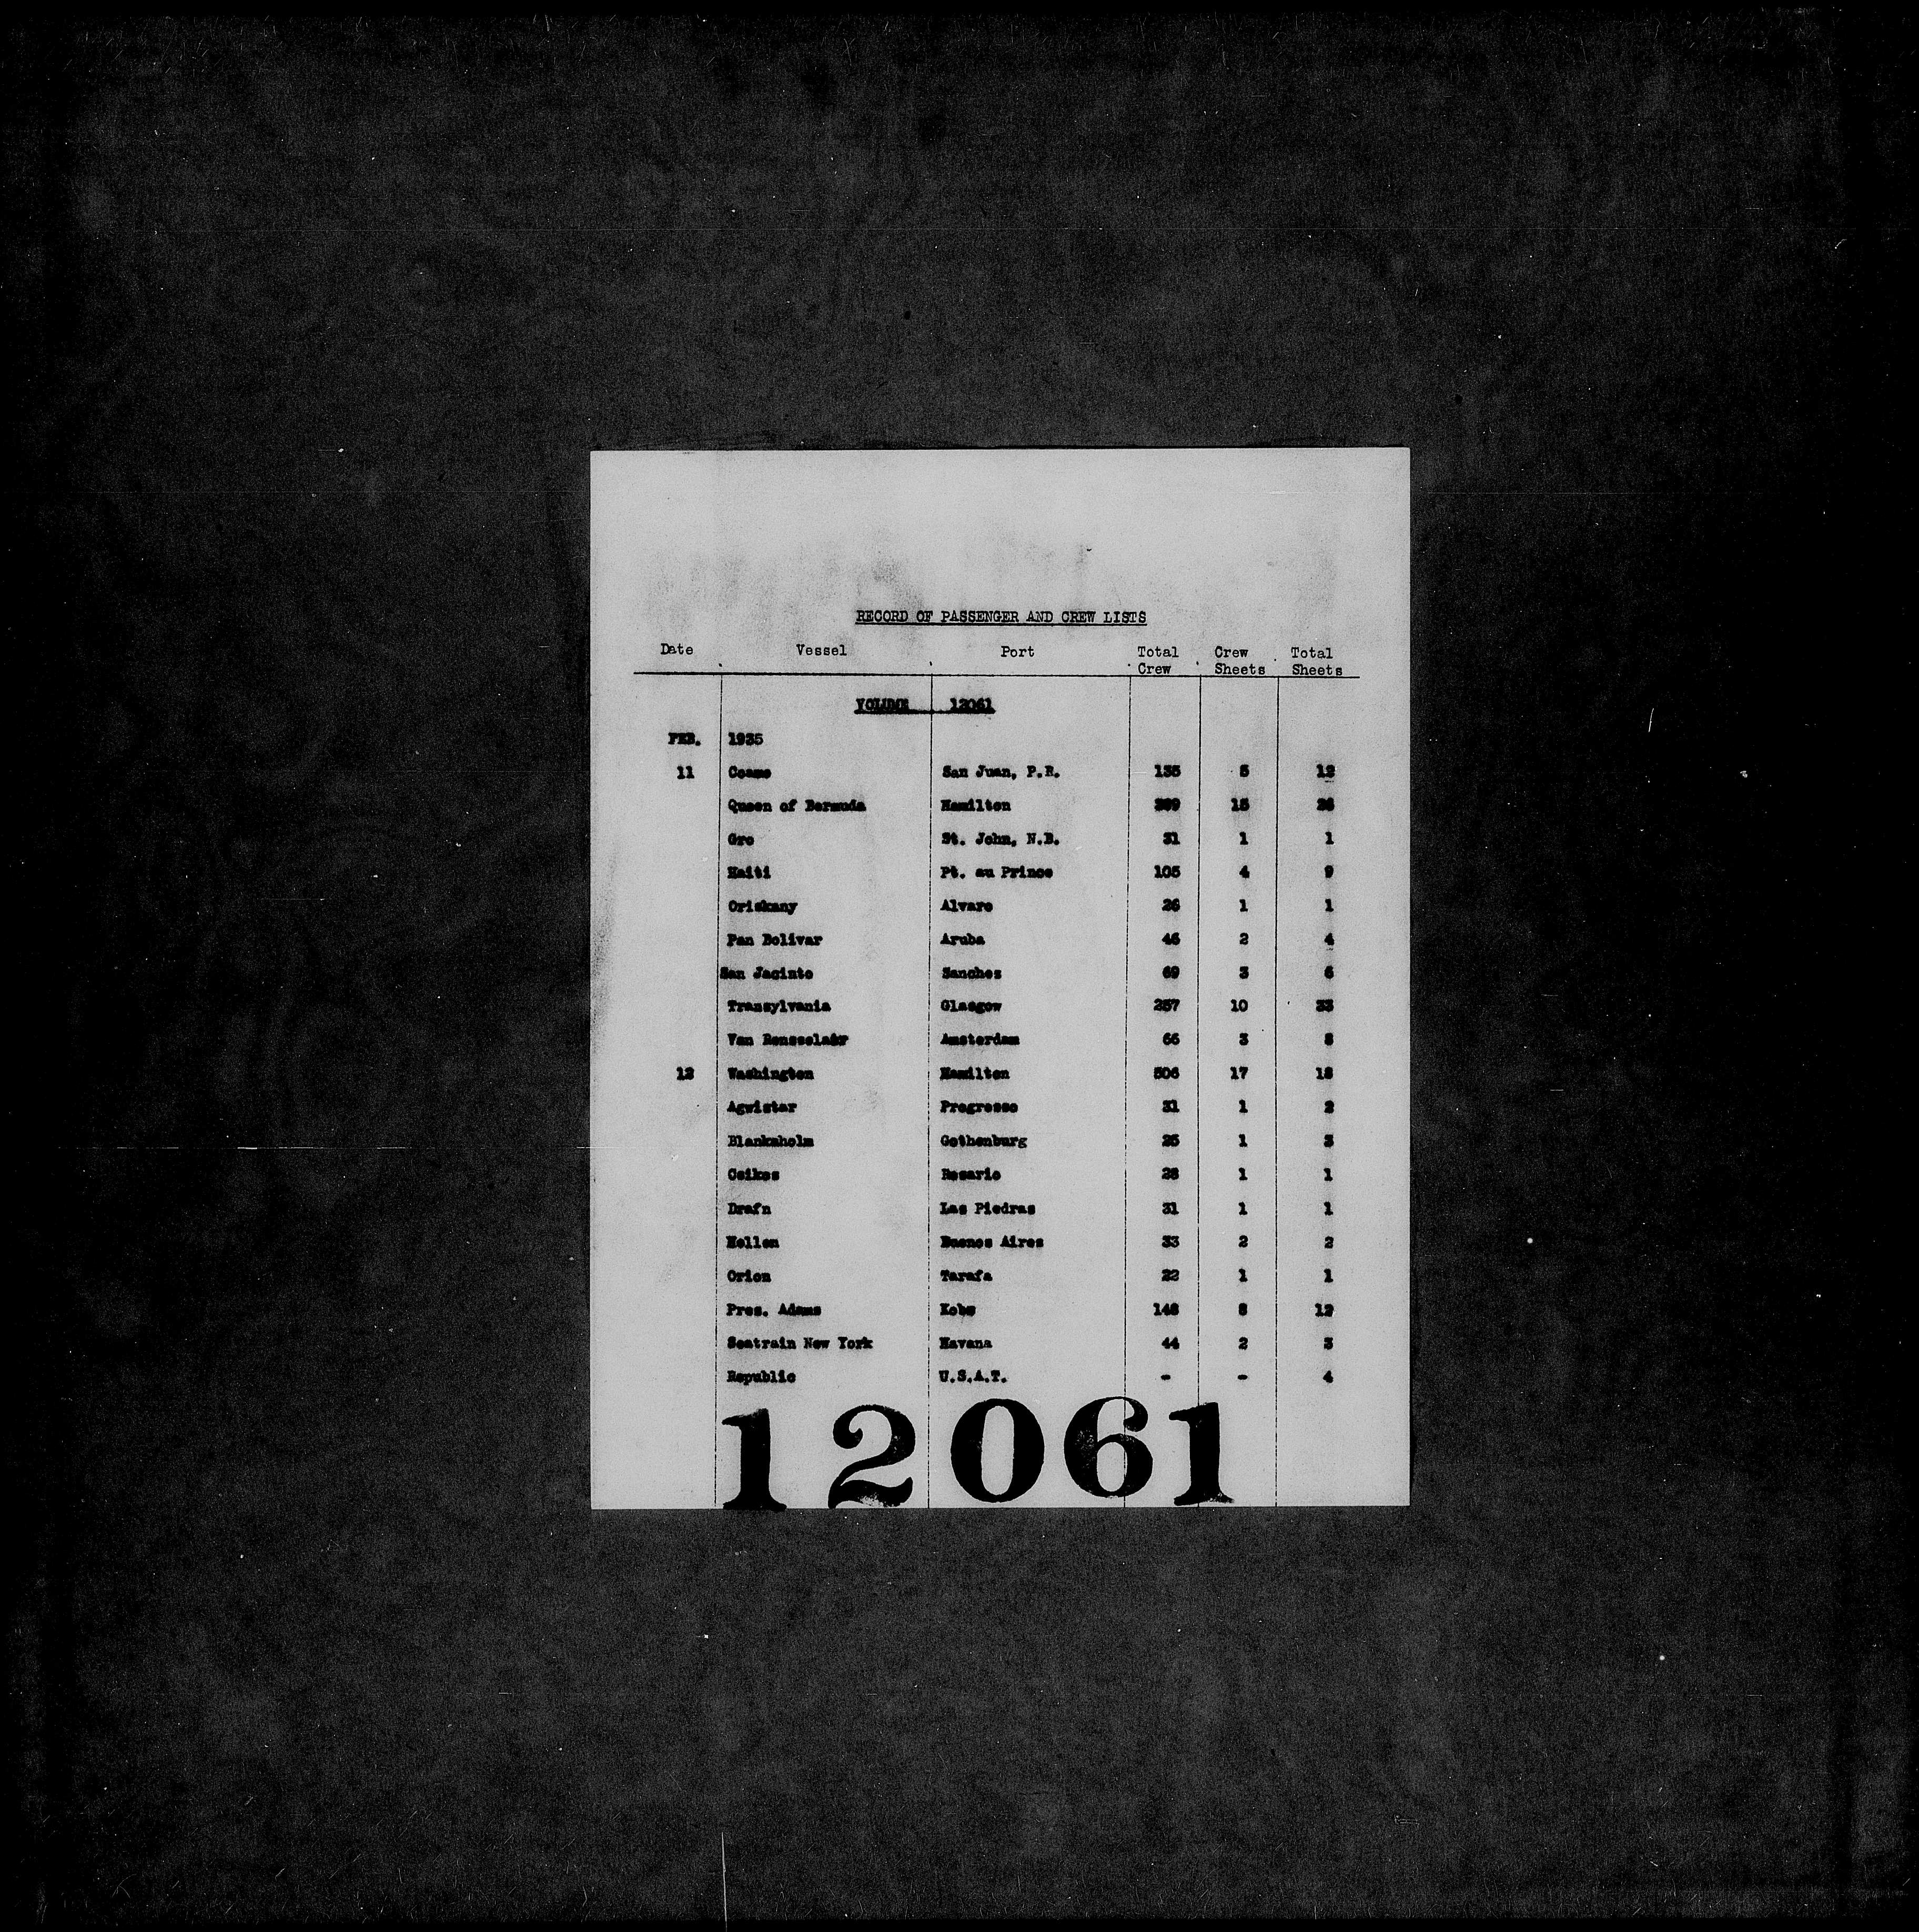 RECORD OF PASSENGER AND CREW LISTS
Date Vessel Port Total Crew Crew Sheets Total Sheets
VOLUME 12061
FEB. 1935
11 Coamo San Juan, P.R. 135 5 12
Queen of Bermuda Hamilton 15
Gro St. John, N.B. 31 1 1
Haiti Pt. au Prince 105 4 9
Oriskany Alvaro 26 1 1
Pan Bolivar Aruba 46 2 4
San Jacinto Sanchez 69 3 6
Transylvania Glasgow 257 10 33
Van Rensselair Amsterdam 66 3 8
12 Washington Hamilton 506 17 18
Agwistar Progresso 31 1 2
Blankaholm Gothenburg 25 1 3
Csikos Rosario 28 1 1
Drafn Las Piedras 31 1 1
Hellen Buenos Aires 33 2 2
Orion Tarafa 22 1 1
Pres. Adams Kobe 148 8 12
Seatrain New York Havana 44 2 3
Republic U.S.A.T. - - 4
12061